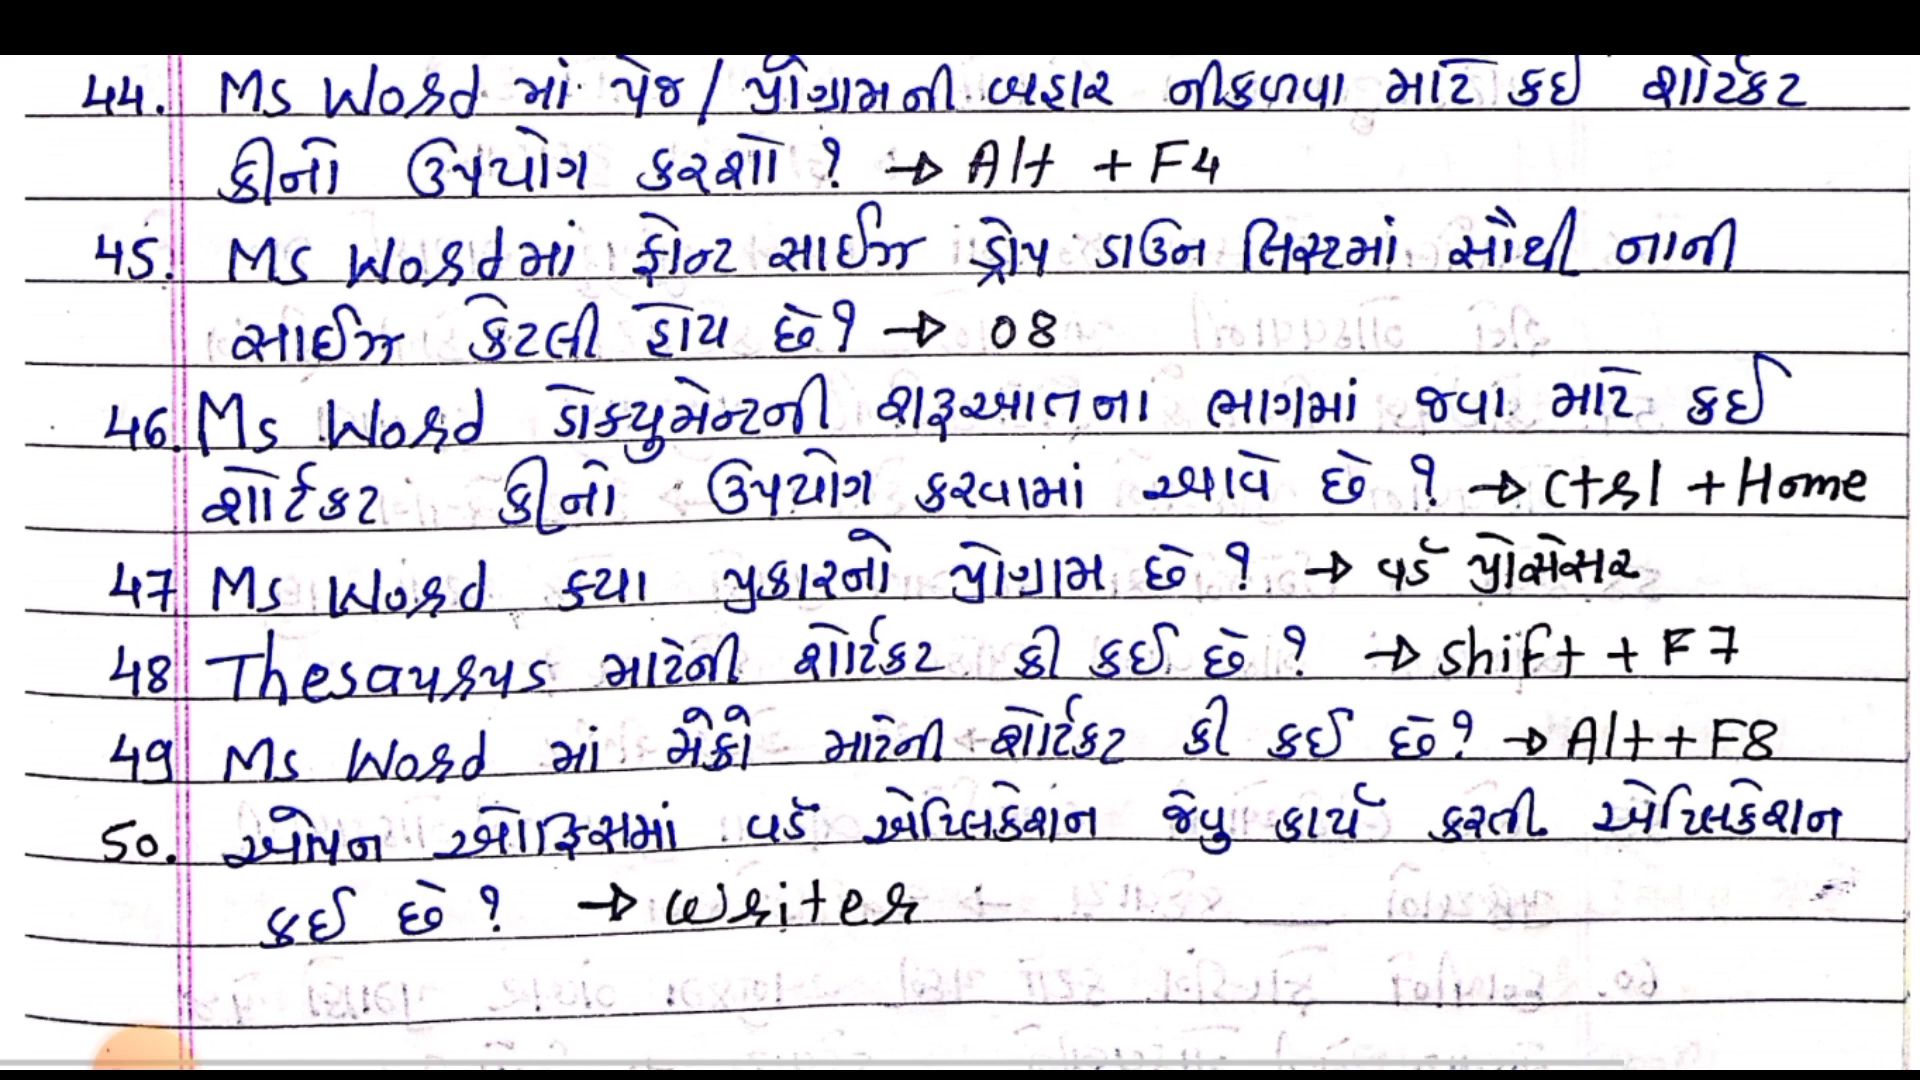 44. Ms Word માં પેજ / પ્રોગ્રામની બહાર નીકળવા માટે કઇ શોર્ટકટ
કીનો ઉપયોગ કરશો ? → Alt + F4
45. Ms Word માં ફોન્ટ સાઈઝ ડ્રોપ ડાઉન લિસ્ટમાં સૌથી નાની
સાઈઝ કેટલી હોય છે ? → 08
46. Ms Word ડોક્યુમેન્ટની શરૂઆતના ભાગમાં જવા માટે કઈ
શોર્ટકટ કીનો ઉપયોગ કરવામાં આવે છે ? → Ctrl + Home
47 Ms Word કયા પ્રકારનો પ્રોગ્રામ છે ? → વર્ડ પ્રોસેસર
48 Thesaurus માટેની શોર્ટકટ કી કઈ છે ? → Shift + F7
49 Ms Word માં મેક્રો માટેની શોર્ટકટ કી કઈ છે ? → Alt + F8
50. ઓપન ઓફિસમાં વર્ડ એપ્લિકેશન જેવુ કાર્ય કરતી એપ્લિકેશન
કઈ છે ? → Writer